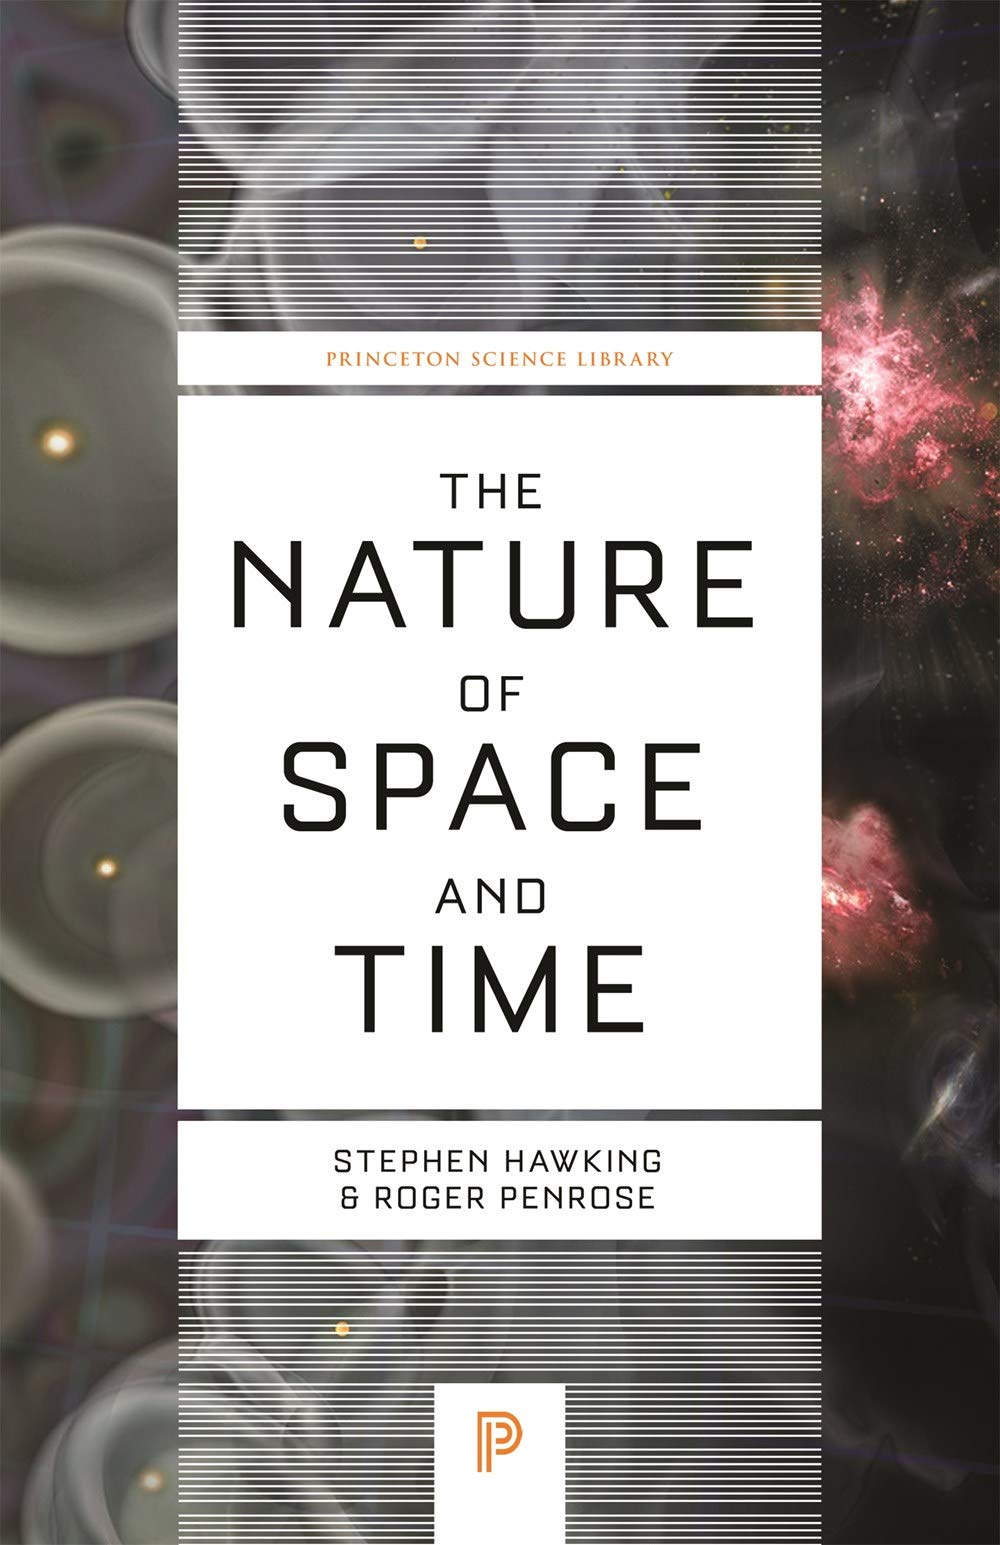 PRINCETON SCIENCE LIBRARY
THE
NATURE
OF
SPACE
AND
TIME
STEPHEN HAWKING
& ROGER PENROSE
P